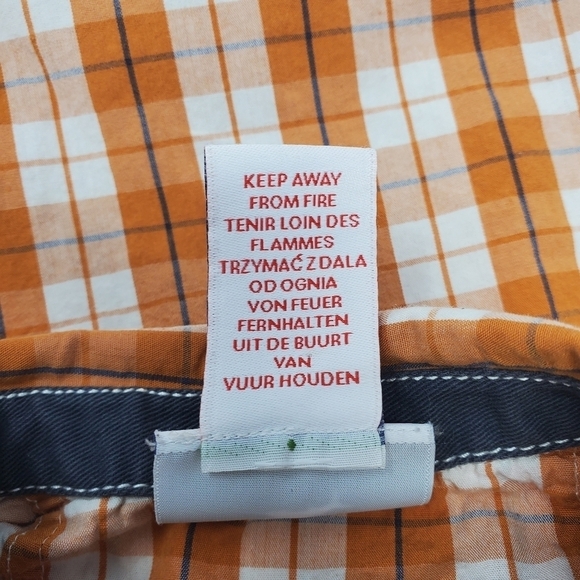 KEEP AWAY
FROM FIRE
TENIR LOIN DES
FLAMMES
TRZYMAĆ Z DALA
OD OGNIA
VON FEUER
FERNHALTEN
UIT DE BUURT
VAN
VUUR HOUDEN